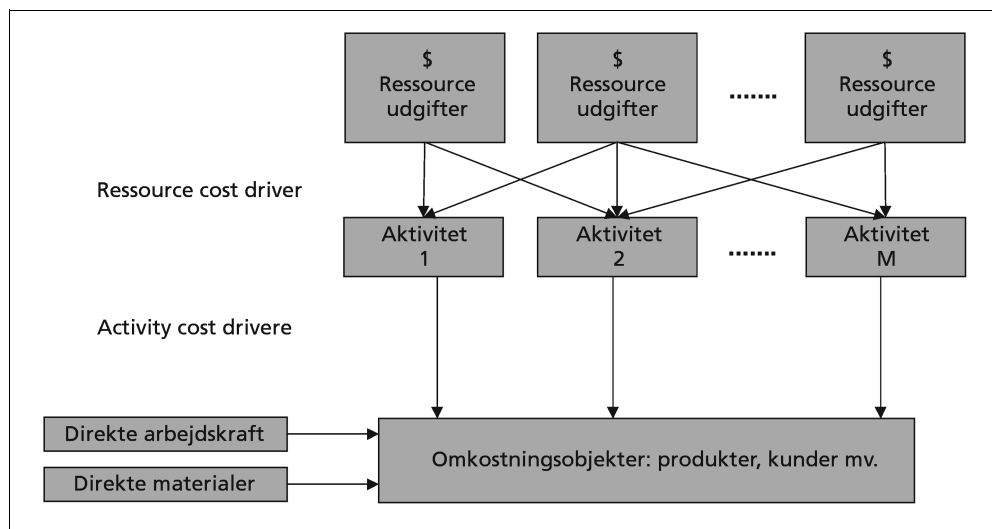 $
Ressource
udgifter
$
Ressource
udgifter
........
$
Ressource
udgifter
Ressource cost driver
Aktivitet
1
Aktivitet
2
........
Aktivitet
M
Activity cost drivere
Direkte arbejdskraft
Direkte materialer
Omkostningsobjekter: produkter, kunder mv.